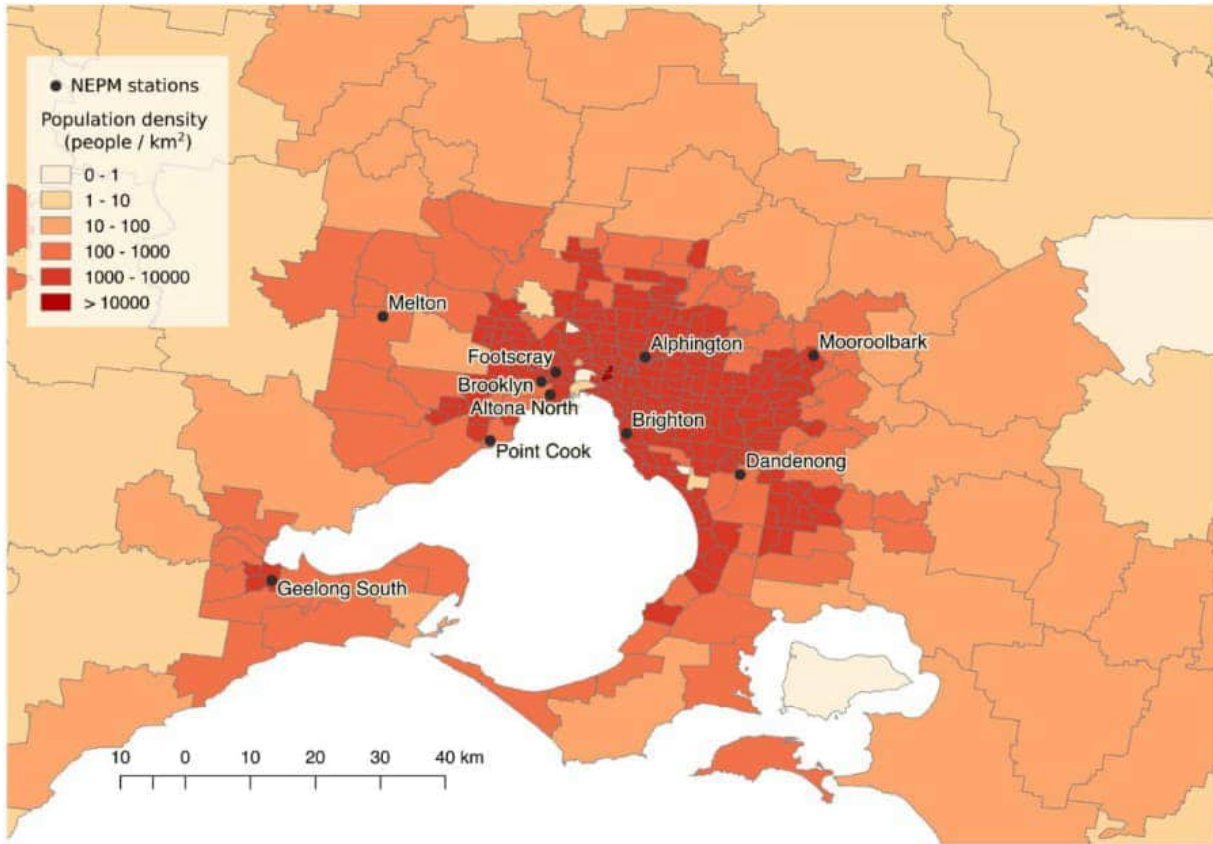 NEPM stations
Population density
(people / km²)
0 - 1
1 - 10
10 - 100
100 - 1000
1000 - 10000
> 10000
Melton
Footscray
Alphington
Mooroolbark
Brooklyn
Altona North
Brighton
Point Cook
Dandenong
Geelong South
10 0 10 20 30 40 km